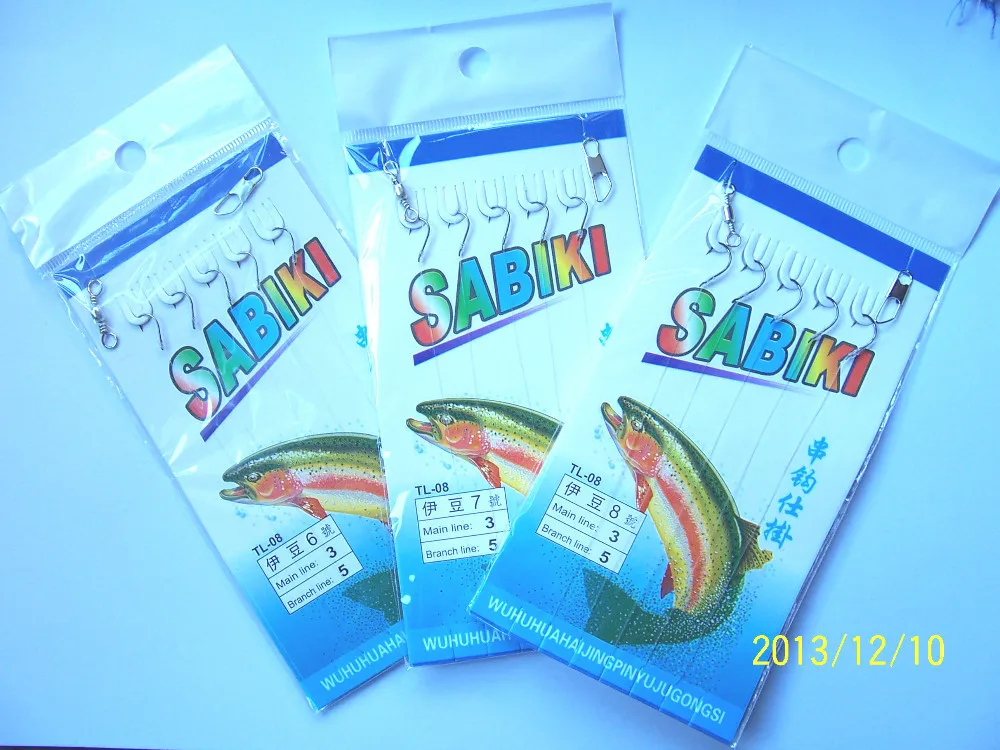 SABIKI
TL-08
伊豆6號
Main line: 3
Branch line: 5
WUHUHUAHAI
SABIKI
TL-08
伊豆7號
Main line: 3
Branch line: 5
WUHUHUAH
SABIKI
串鈎仕掛
TL-08
伊豆8號
Main line: 3
Branch line: 5
WUHUHUAHAIJINGPINYUJUGONGSI
2013/12/10